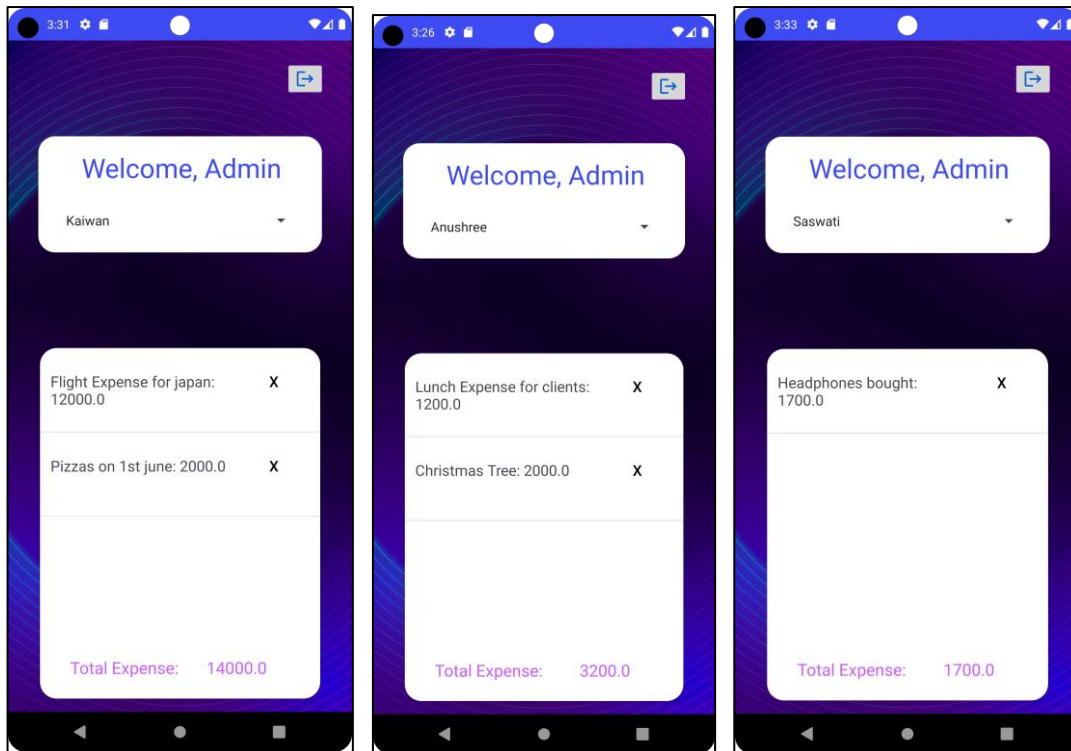 3:31
Welcome, Admin
Kaiwan
Flight Expense for japan:
12000.0
X
Pizzas on 1st june: 2000.0
X
Total Expense: 14000.0
3:26
Welcome, Admin
Anushree
Lunch Expense for clients:
1200.0
X
Christmas Tree: 2000.0
X
Total Expense: 3200.0
3:33
Welcome, Admin
Saswati
Headphones bought:
1700.0
X
Total Expense: 1700.0